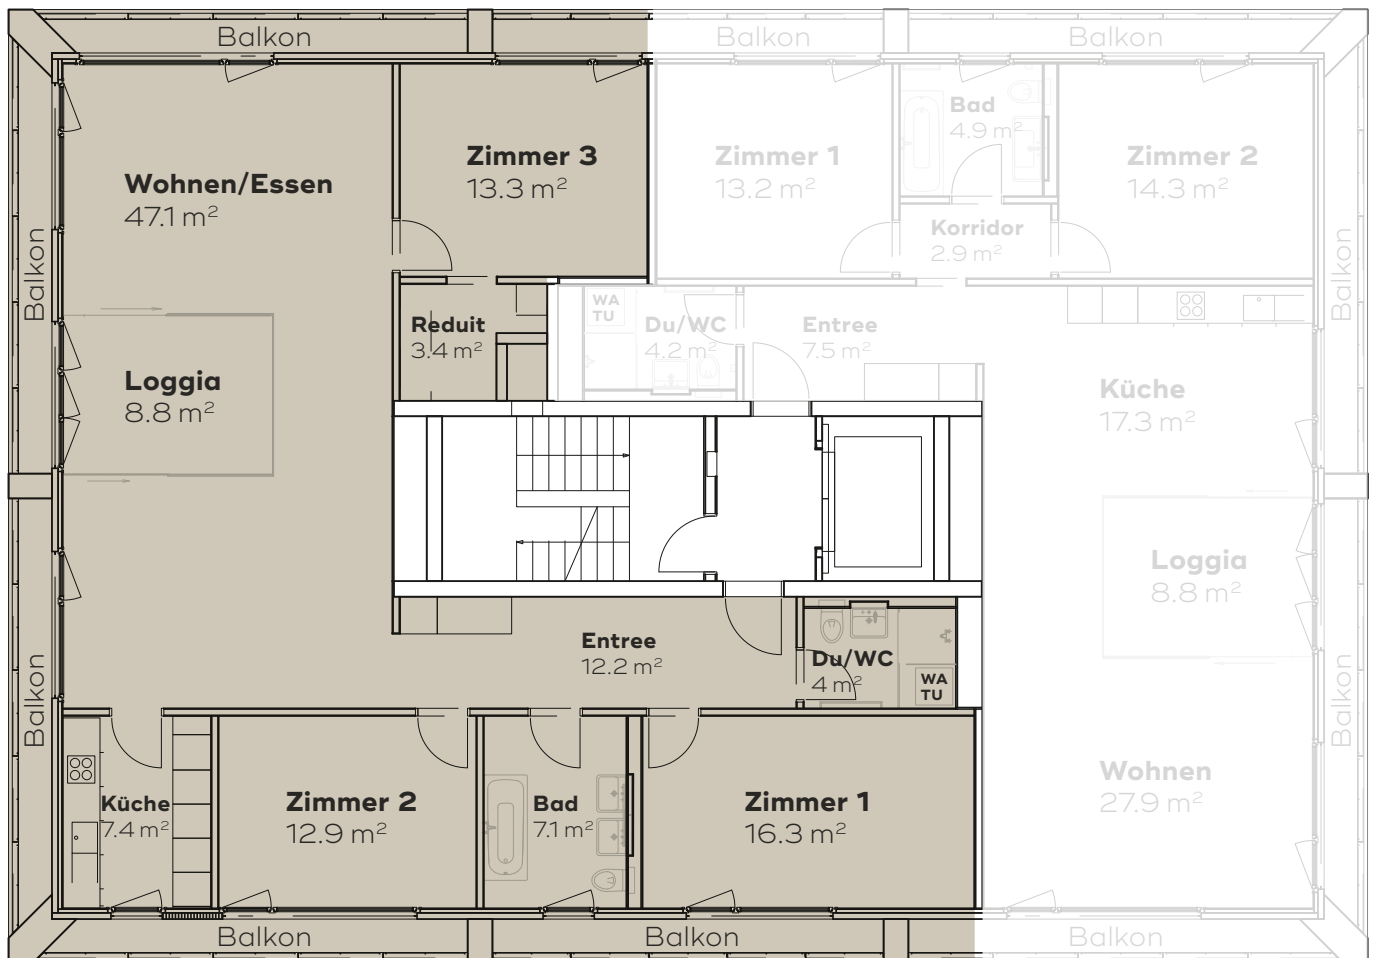 Balkon
Balkon
Balkon
Wohnen/Essen
47.1 m²
Zimmer 3
13.3 m²
Zimmer 1
13.2 m²
Bad
4.9 m²
Zimmer 2
14.3 m²
Korridor
2.9 m²
Balkon
Balkon
Reduit
3.4 m²
WA
TU
Du/WC
4.2 m²
Entree
7.5 m²
Loggia
8.8 m²
Küche
17.3 m²
Loggia
8.8 m²
Entree
12.2 m²
Du/WC
4 m²
WA
TU
Balkon
Balkon
Küche
7.4 m²
Zimmer 2
12.9 m²
Bad
7.1 m²
Zimmer 1
16.3 m²
Wohnen
27.9 m²
Balkon
Balkon
Balkon